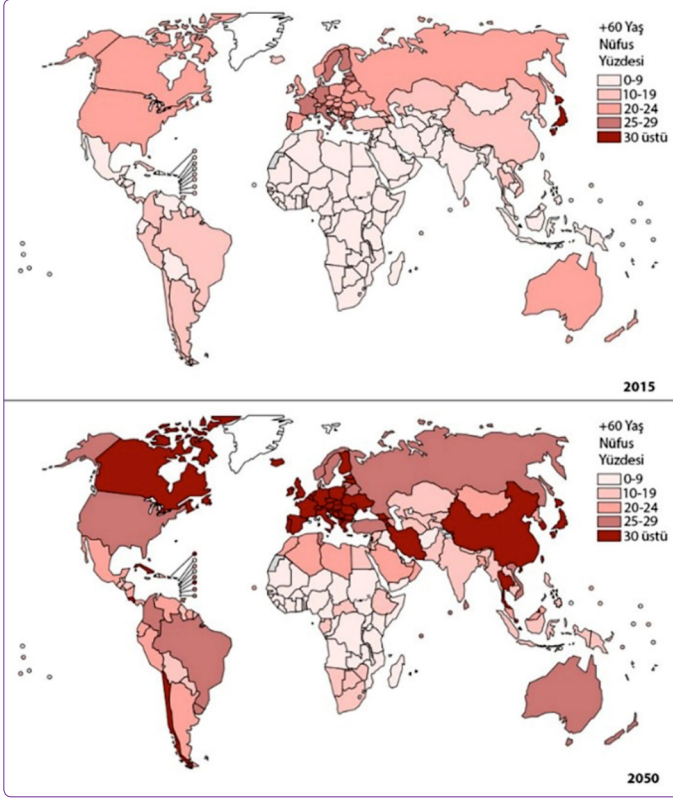 +60 Yaş
Nüfus
Yüzdesi
0-9
10-19
20-24
25-29
30 üstü
2015
+60 Yaş
Nüfus
Yüzdesi
0-9
10-19
20-24
25-29
30 üstü
2050